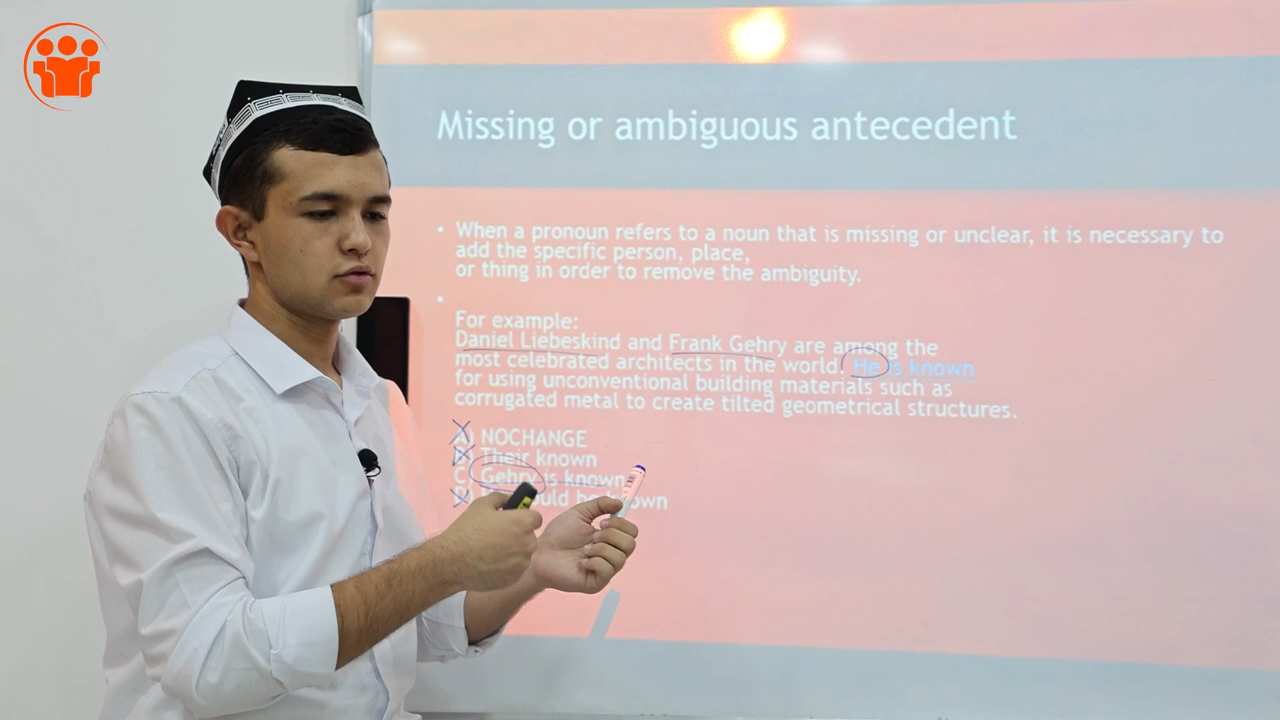 Missing or ambiguous antecedent
• When a pronoun refers to a noun that is missing or unclear, it is necessary to
add the specific person, place,
or thing in order to remove the ambiguity.
•
For example:
Daniel Liebeskind and Frank Gehry are among the
most celebrated architects in the world. He is known
for using unconventional building materials such as
corrugated metal to create tilted geometrical structures.
A) NOCHANGE
B) Their known
C) Gehry is known
be known